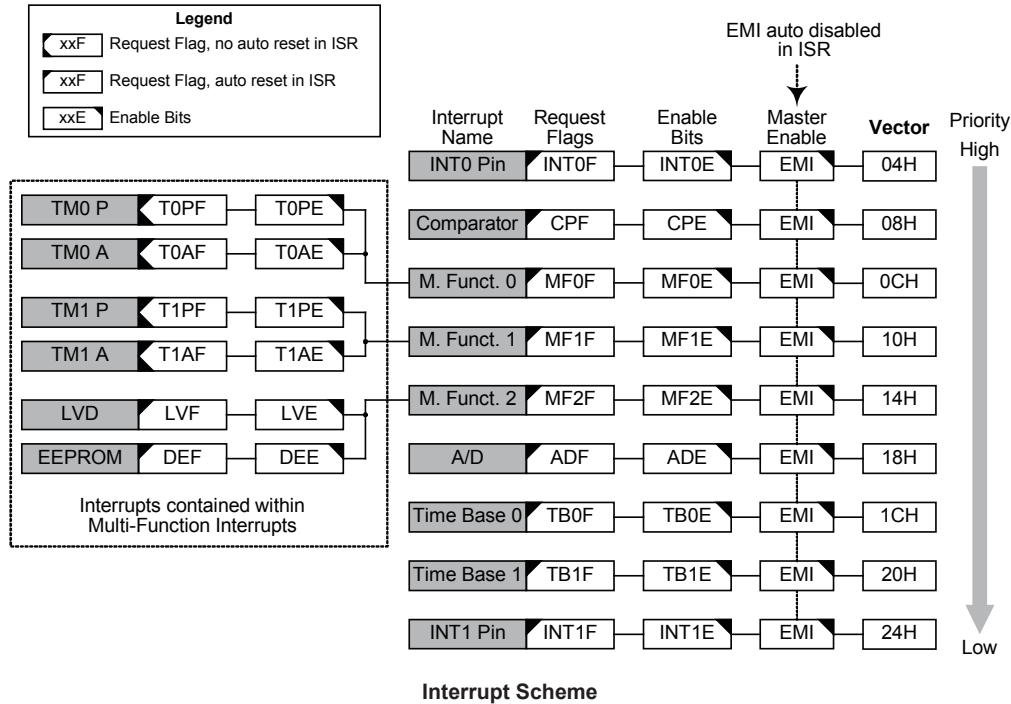 Legend
xxF Request Flag, no auto reset in ISR
xxF Request Flag, auto reset in ISR
xxE Enable Bits
EMI auto disabled
in ISR
Interrupt Name Request Flags Enable Bits Master Enable Vector Priority
High
INT0 Pin INT0F INT0E EMI 04H
TM0 P T0PF T0PE
Comparator CPF CPE EMI 08H
TM0 A T0AF T0AE
M. Funct. 0 MF0F MF0E EMI 0CH
TM1 P T1PF T1PE
M. Funct. 1 MF1F MF1E EMI 10H
TM1 A T1AF T1AE
M. Funct. 2 MF2F MF2E EMI 14H
LVD LVF LVE
EEPROM DEF DEE
A/D ADF ADE EMI 18H
Interrupts contained within
Multi-Function Interrupts
Time Base 0 TB0F TB0E EMI 1CH
Time Base 1 TB1F TB1E EMI 20H
INT1 Pin INT1F INT1E EMI 24H
Low
Interrupt Scheme